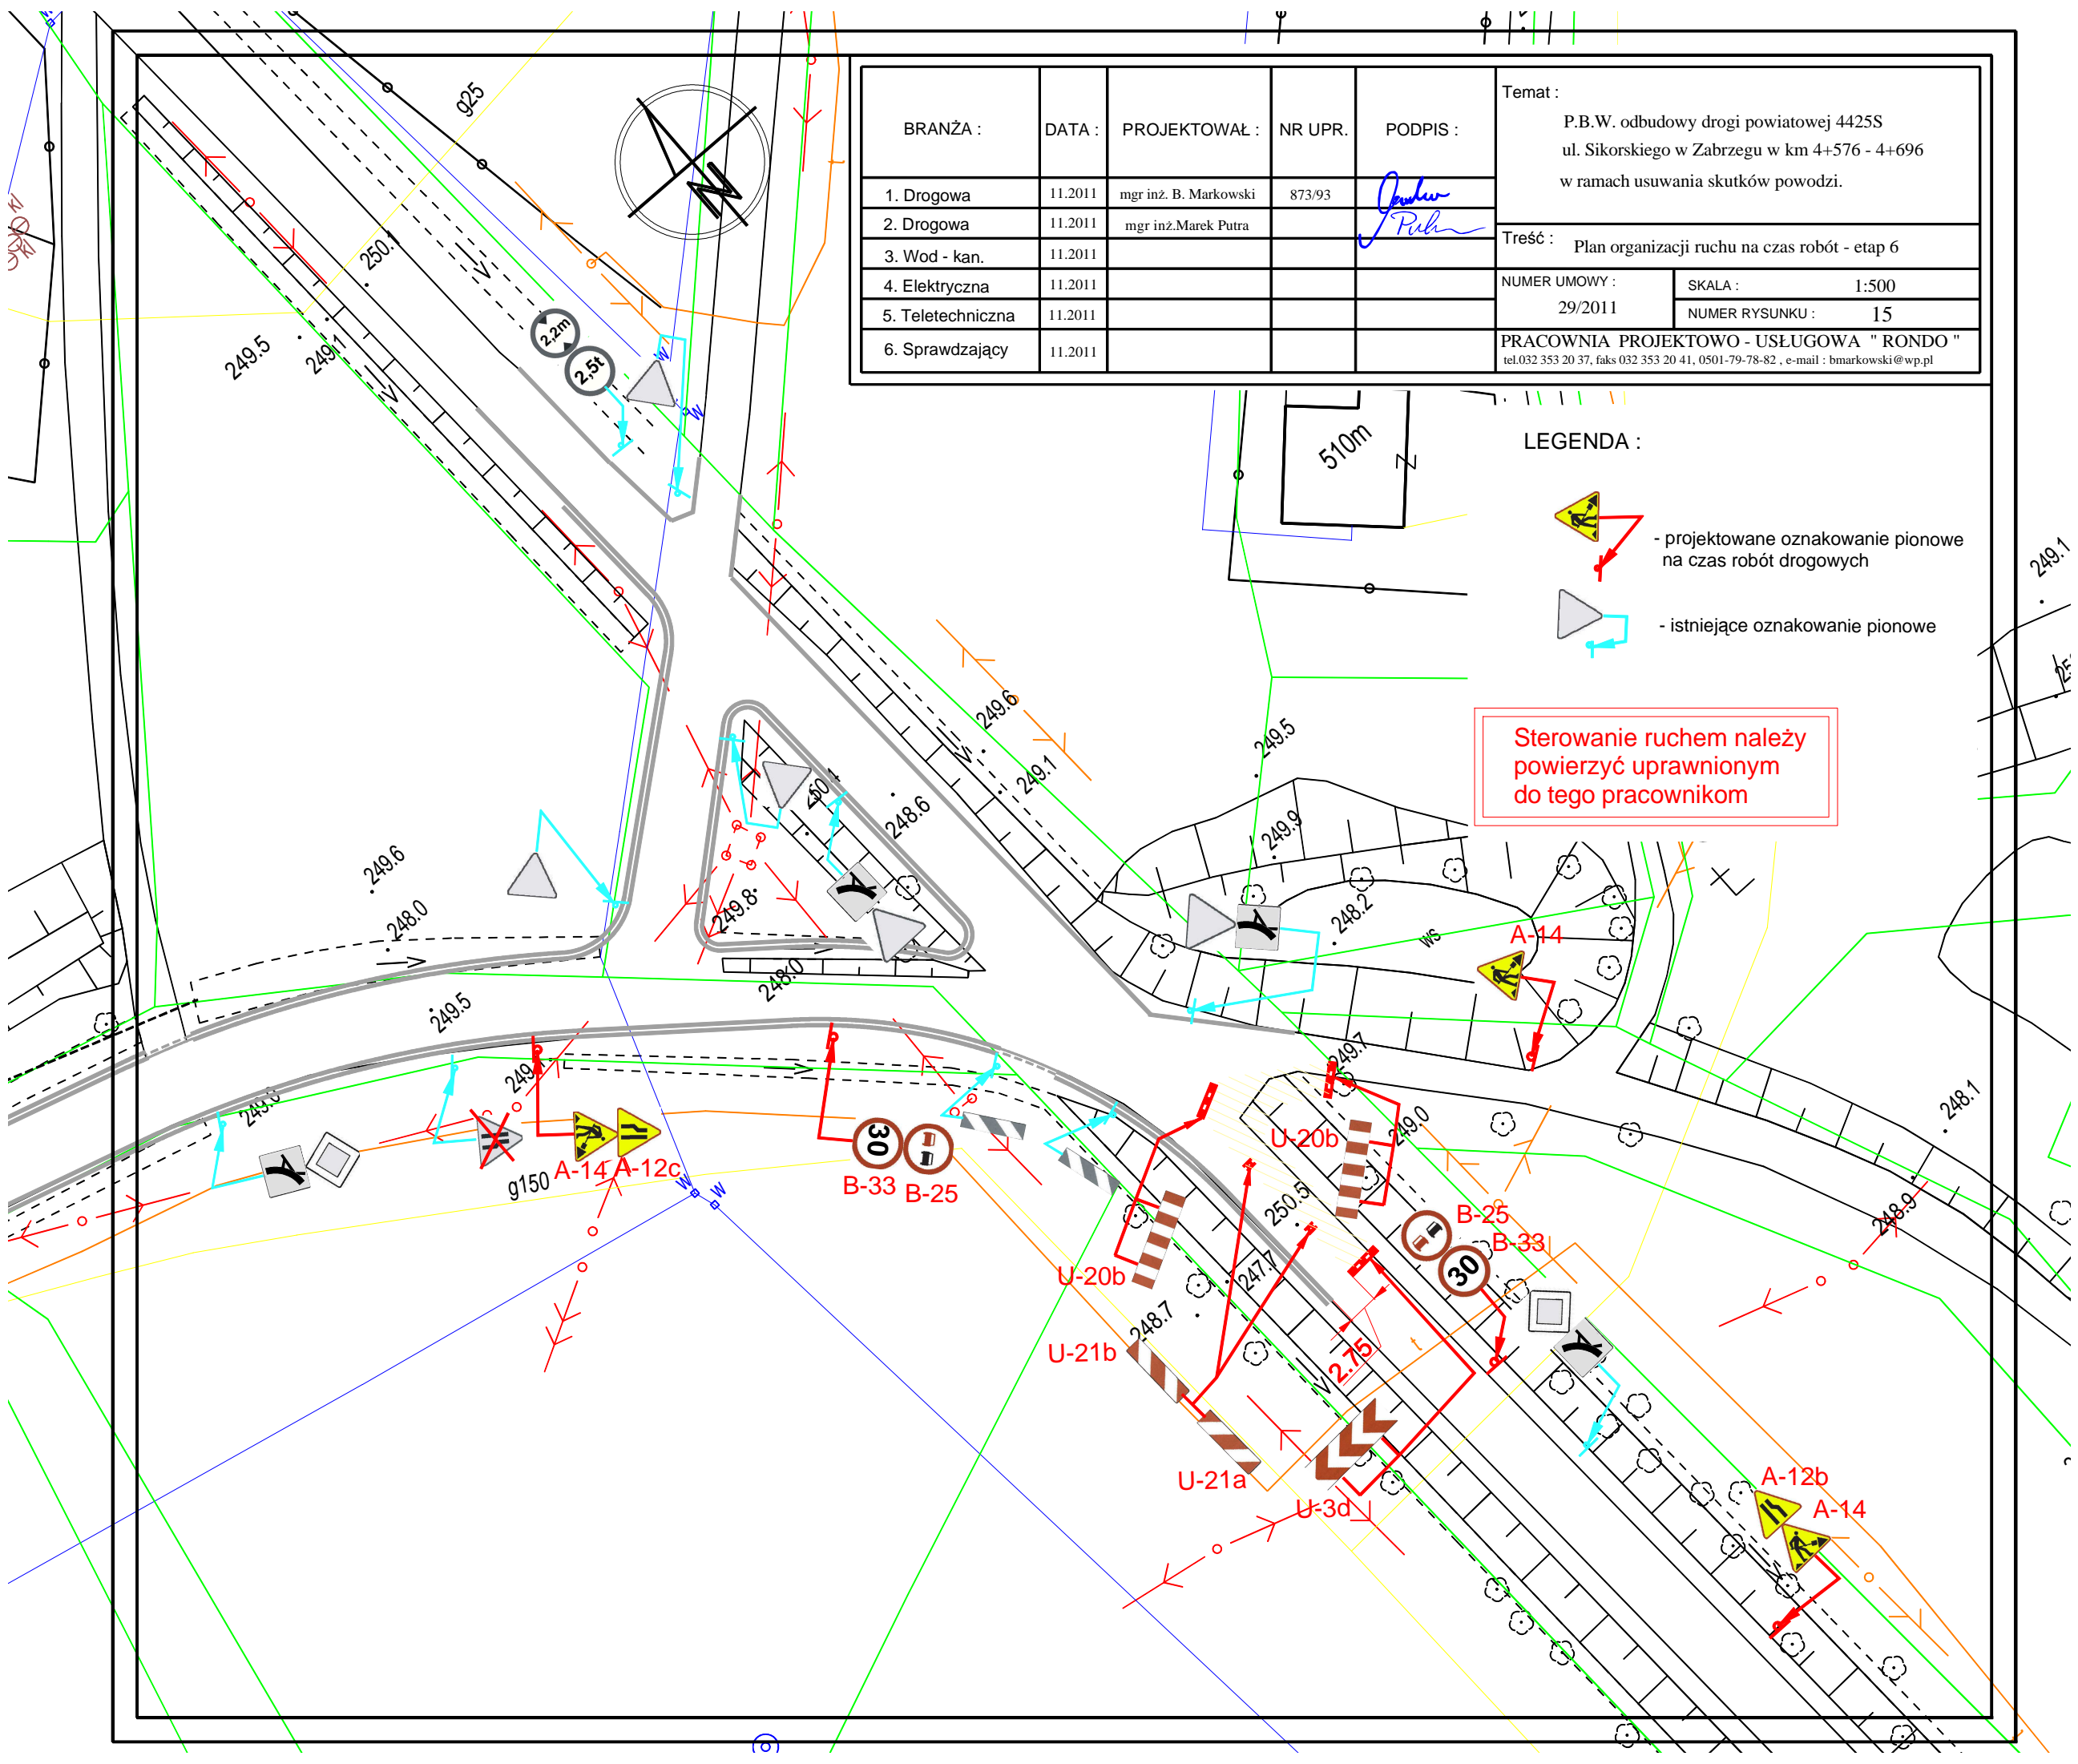 BRANŻA :
DATA :
PROJEKTOWAŁ :
NR UPR.
PODPIS :
1. Drogowa
11.2011
mgr inż. B. Markowski
873/93
2. Drogowa
11.2011
mgr inż.Marek Putra
3. Wod - kan.
11.2011
4. Elektryczna
11.2011
5. Teletechniczna
11.2011
6. Sprawdzający
11.2011
Temat :
P.B.W. odbudowy drogi powiatowej 4425S
ul. Sikorskiego w Zabrzegu w km 4+576 - 4+696
w ramach usuwania skutków powodzi.
Treść :
Plan organizacji ruchu na czas robót - etap 6
NUMER UMOWY :
29/2011
SKALA :
1:500
NUMER RYSUNKU :
15
PRACOWNIA PROJEKTOWO - USŁUGOWA " RONDO "
tel.032 353 20 37, faks 032 353 20 41, 0501-79-78-82 , e-mail : bmarkowski@wp.pl
LEGENDA :
- projektowane oznakowanie pionowe
na czas robót drogowych
- istniejące oznakowanie pionowe
Sterowanie ruchem należy
powierzyć uprawnionym
do tego pracownikom
g25
N
249.5
249.1
2,2m
2,5t
W
W
510m
249.1
249.6
249.1
249.5
248.6
249.9
248.2
ws
A-14
249.6
248.0
249.5
249.8
248.0
249.7
249.0
248.1
248.9
g150
A-14
A-12c
30
B-33
B-25
W
W
U-20b
U-20b
250.5
247.7
248.7
U-21b
U-21a
U-3d
2.75
t
B-25
B-33
30
A-12b
A-14